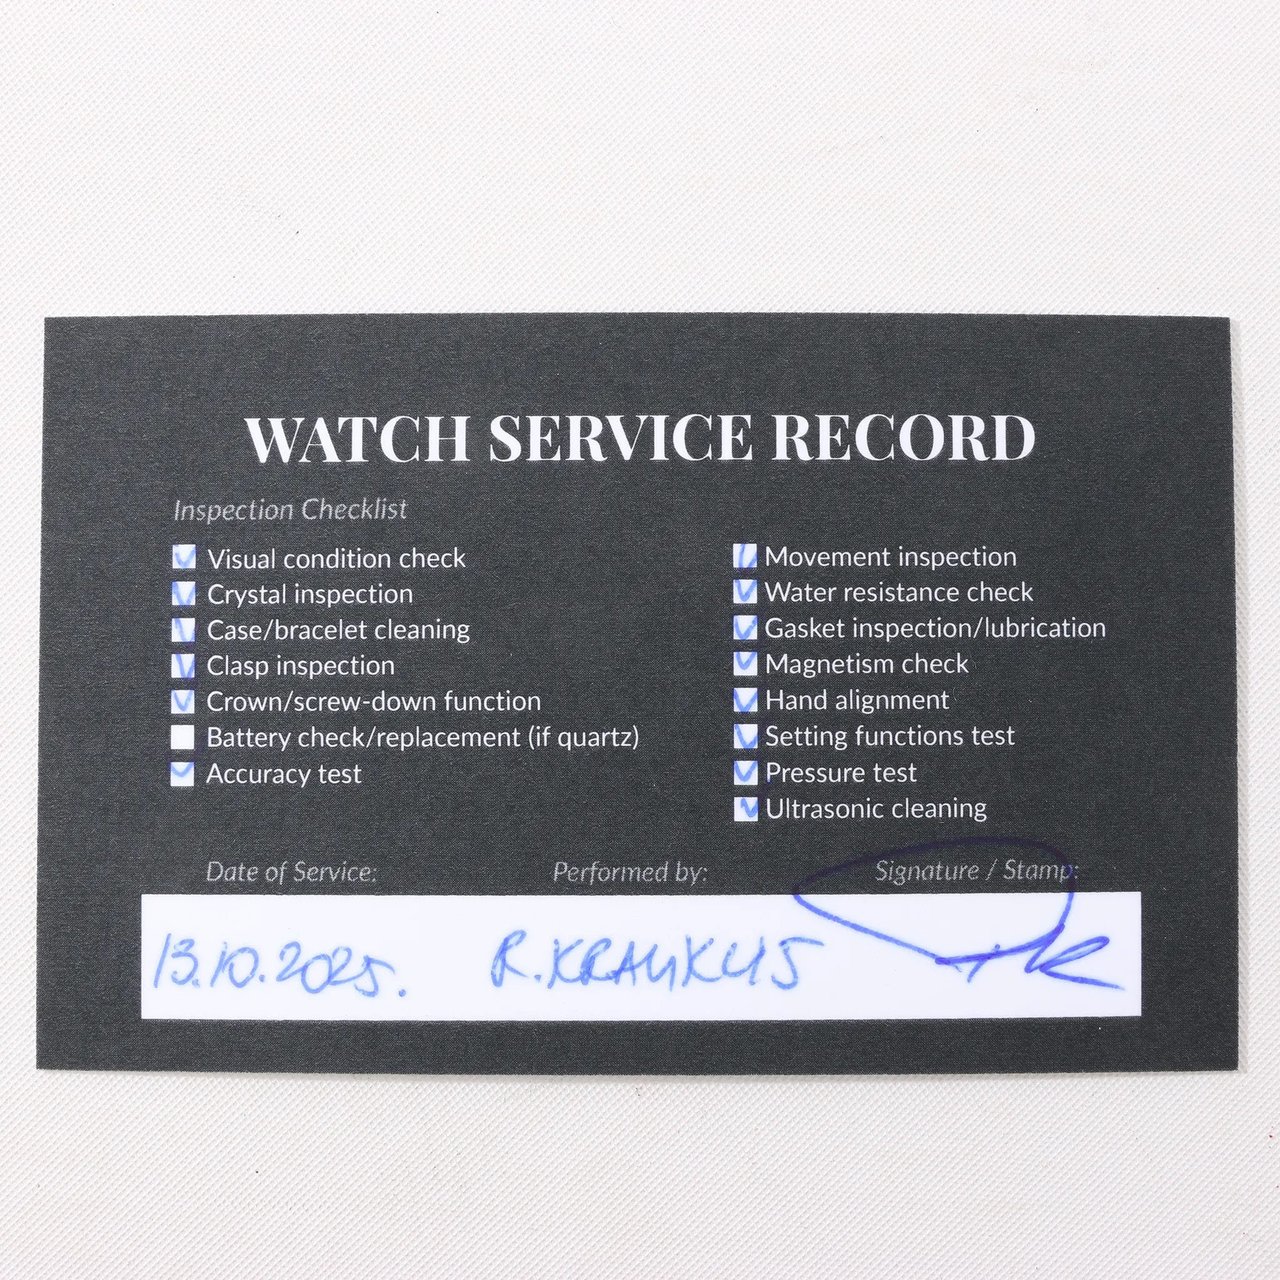 WATCH SERVICE RECORD
Inspection Checklist
Visual condition check
Crystal inspection
Case/bracelet cleaning
Clasp inspection
Crown/screw-down function
Battery check/replacement (if quartz)
Accuracy test
Movement inspection
Water resistance check
Gasket inspection/lubrication
Magnetism check
Hand alignment
Setting functions test
Pressure test
Ultrasonic cleaning
Date of Service: Performed by: Signature / Stamp:
13.10.2025. R.